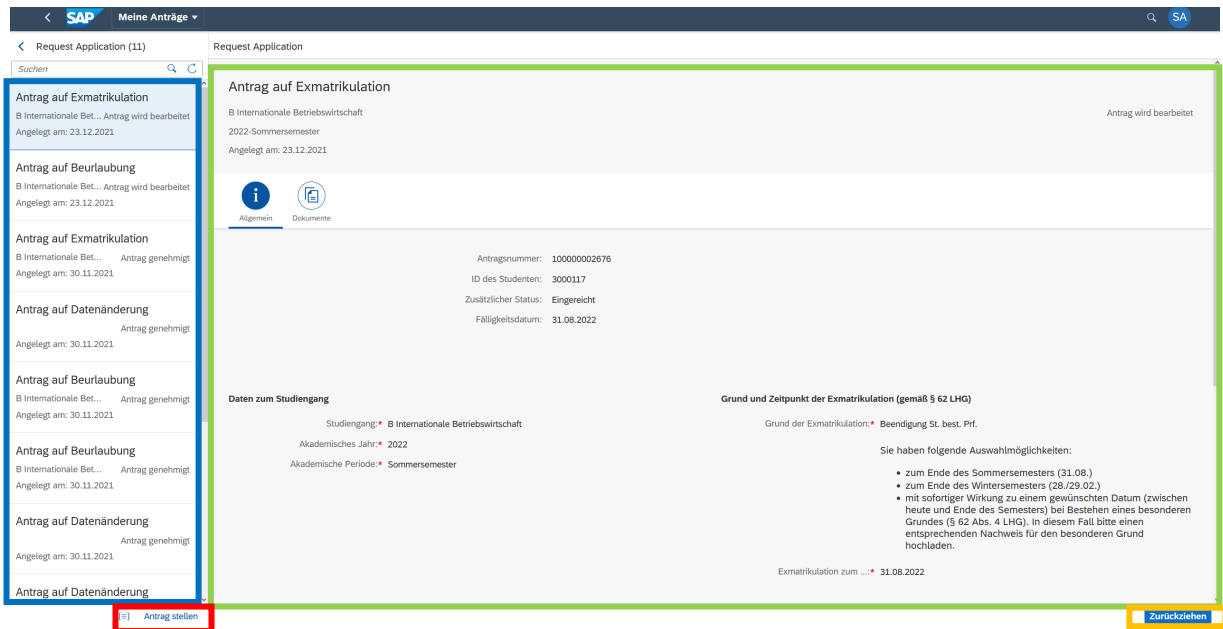 SAP Meine Anträge
SA
Request Application (11)
Request Application
Suchen
Antrag auf Exmatrikulation
B Internationale Bet... Antrag wird bearbeitet
Angelegt am: 23.12.2021
Antrag auf Beurlaubung
B Internationale Bet... Antrag wird bearbeitet
Angelegt am: 23.12.2021
Antrag auf Exmatrikulation
B Internationale Bet... Antrag genehmigt
Angelegt am: 30.11.2021
Antrag auf Datenänderung
Antrag genehmigt
Angelegt am: 30.11.2021
Antrag auf Beurlaubung
B Internationale Bet... Antrag genehmigt
Angelegt am: 30.11.2021
Antrag auf Beurlaubung
B Internationale Bet... Antrag genehmigt
Angelegt am: 30.11.2021
Antrag auf Datenänderung
Antrag genehmigt
Angelegt am: 30.11.2021
Antrag auf Datenänderung
Antrag stellen
Antrag auf Exmatrikulation
B Internationale Betriebswirtschaft
Antrag wird bearbeitet
2022-Sommersemester
Angelegt am: 23.12.2021
Allgemein Dokumente
Antragsnummer: 100000002676
ID des Studenten: 3000117
Zusätzlicher Status: Eingereicht
Fälligkeitsdatum: 31.08.2022
Daten zum Studiengang
Studiengang:* B Internationale Betriebswirtschaft
Akademisches Jahr:* 2022
Akademische Periode:* Sommersemester
Grund und Zeitpunkt der Exmatrikulation (gemäß § 62 LHG)
Grund der Exmatrikulation:* Beendigung St. best. Prf.
Sie haben folgende Auswahlmöglichkeiten:
• zum Ende des Sommersemesters (31.08.)
• zum Ende des Wintersemesters (28./29.02.)
• mit sofortiger Wirkung zu einem gewünschten Datum (zwischen
heute und Ende des Semesters) bei Bestehen eines besonderen
Grundes (§ 62 Abs. 4 LHG). In diesem Fall bitte einen
entsprechenden Nachweis für den besonderen Grund
hochladen.
Exmatrikulation zum ...:* 31.08.2022
Zurückziehen